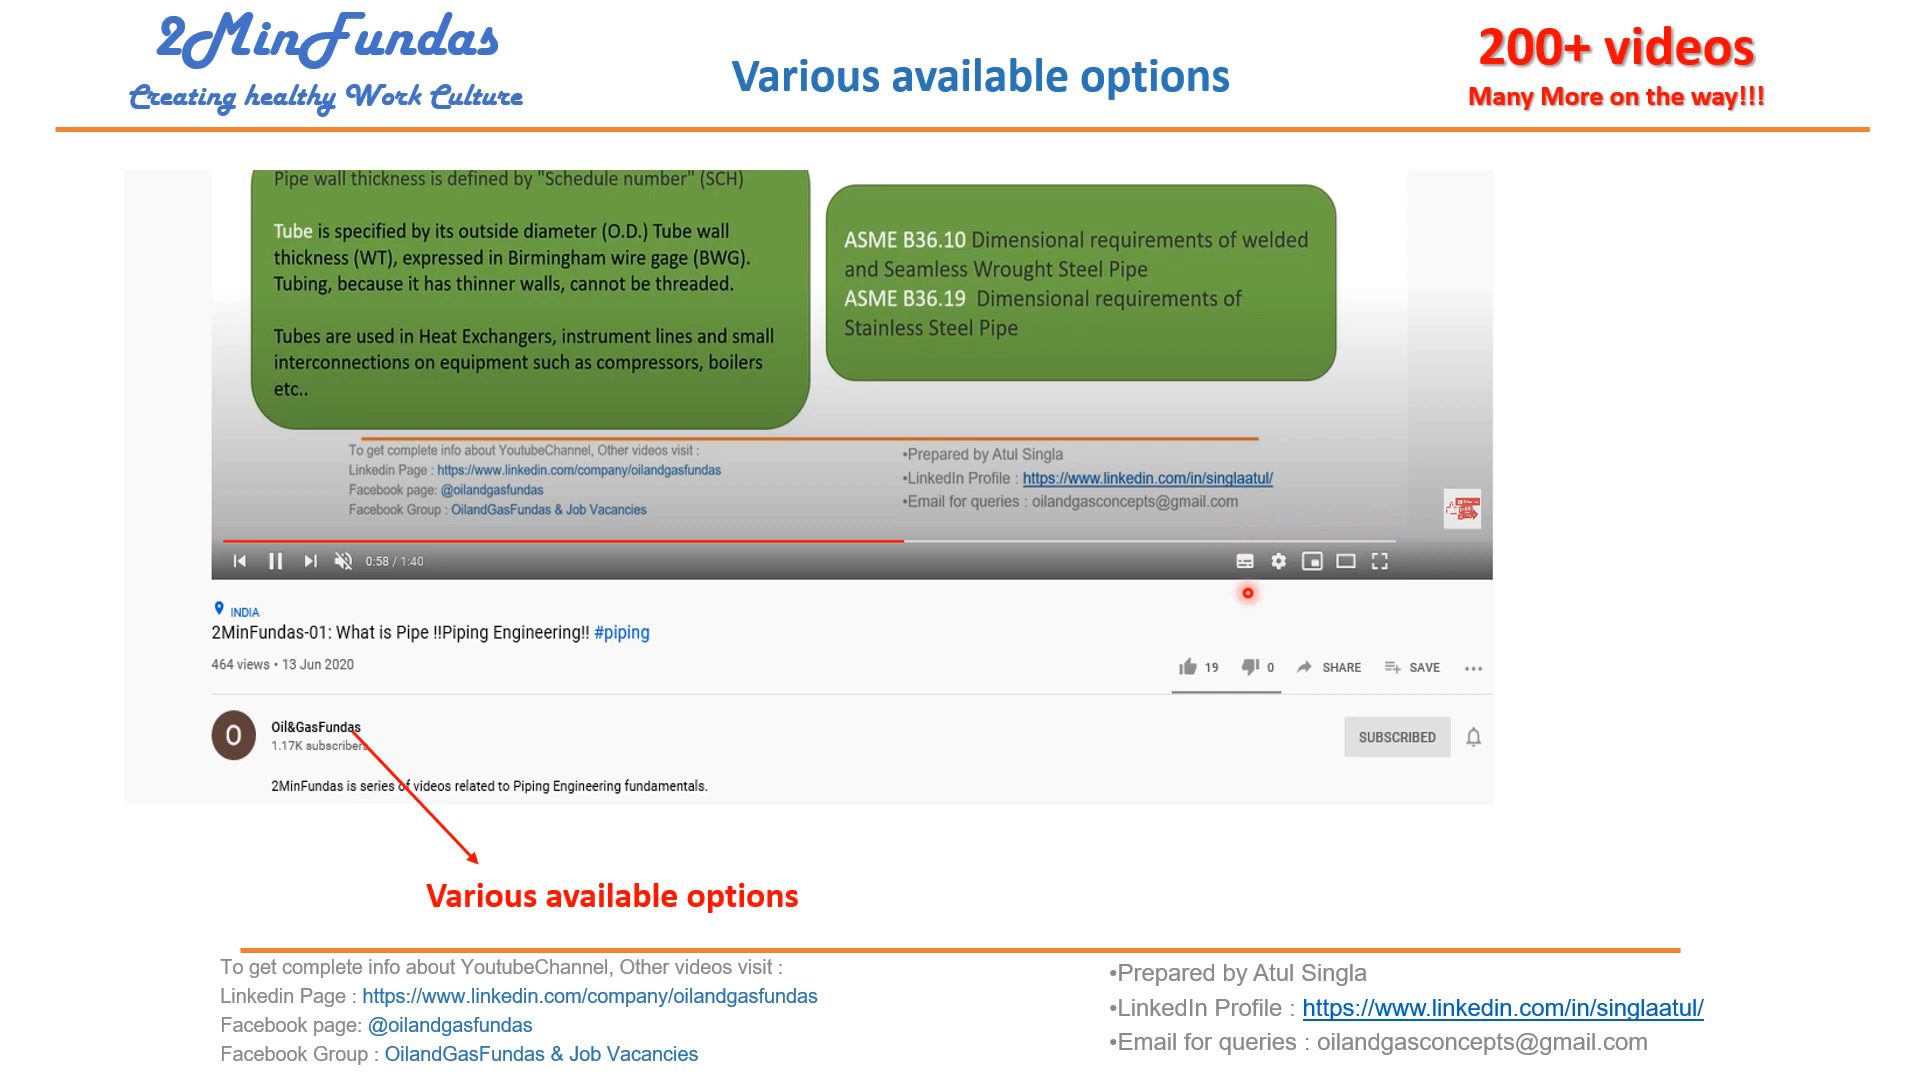 2MinFundas
Creating healthy Work Culture
Various available options
200+ videos
Many More on the way!!!
Pipe wall thickness is defined by "Schedule number" (SCH)
Tube is specified by its outside diameter (O.D.) Tube wall
thickness (WT), expressed in Birmingham wire gage (BWG).
Tubing, because it has thinner walls, cannot be threaded.
Tubes are used in Heat Exchangers, instrument lines and small
interconnections on equipment such as compressors, boilers
etc..
ASME B36.10 Dimensional requirements of welded
and Seamless Wrought Steel Pipe
ASME B36.19 Dimensional requirements of
Stainless Steel Pipe
To get complete info about YoutubeChannel, Other videos visit :
Linkedin Page : https://www.linkedin.com/company/oilandgasfundas
Facebook page: @oilandgasfundas
Facebook Group : OilandGasFundas & Job Vacancies
•Prepared by Atul Singla
•LinkedIn Profile : https://www.linkedin.com/in/singlaatul/
•Email for queries : oilandgasconcepts@gmail.com
0:58 / 1:40
INDIA
2MinFundas-01: What is Pipe !!Piping Engineering!! #piping
464 views • 13 Jun 2020
19
0
SHARE
SAVE
O
Oil&GasFundas
1.17K subscribers
SUBSCRIBED
2MinFundas is series of videos related to Piping Engineering fundamentals.
Various available options
To get complete info about YoutubeChannel, Other videos visit :
Linkedin Page : https://www.linkedin.com/company/oilandgasfundas
Facebook page: @oilandgasfundas
Facebook Group : OilandGasFundas & Job Vacancies
•Prepared by Atul Singla
•LinkedIn Profile : https://www.linkedin.com/in/singlaatul/
•Email for queries : oilandgasconcepts@gmail.com